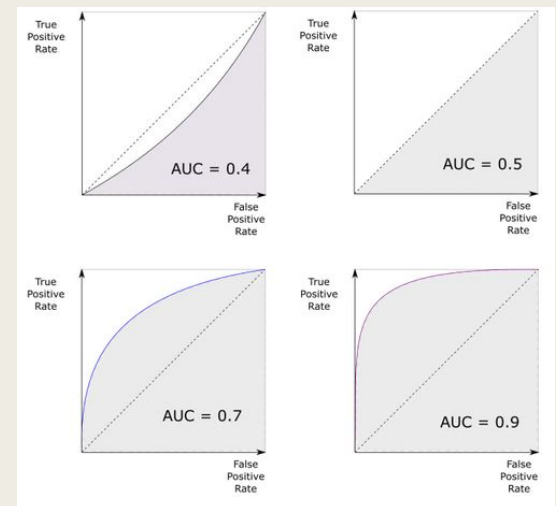 True
Positive
Rate
AUC = 0.4
False
Positive
Rate
True
Positive
Rate
AUC = 0.5
False
Positive
Rate
True
Positive
Rate
AUC = 0.7
False
Positive
Rate
True
Positive
Rate
AUC = 0.9
False
Positive
Rate